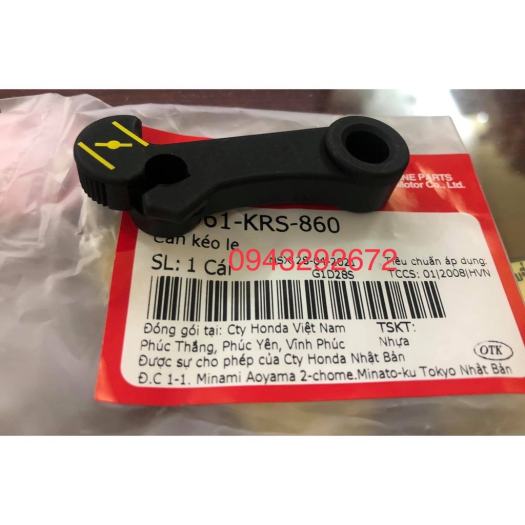 NE PARTS
Motor Co., Ltd.
61-KRS-860
Cần kéo le
SL: 1 Cái
NSX 28-04-2021
G1D28S
Tiêu chuẩn áp dụng:
TCCS: 01|2008|HVN
0948292672
Đóng gói tại: Cty Honda Việt Nam
Phúc Thắng, Phúc Yên, Vĩnh Phúc
TSKT:
Nhựa
Được sự cho phép của Cty Honda Nhật Bản
Đ.C 1-1. Minami Aoyama 2-chome.Minato-ku Tokyo Nhật Bản
OTK